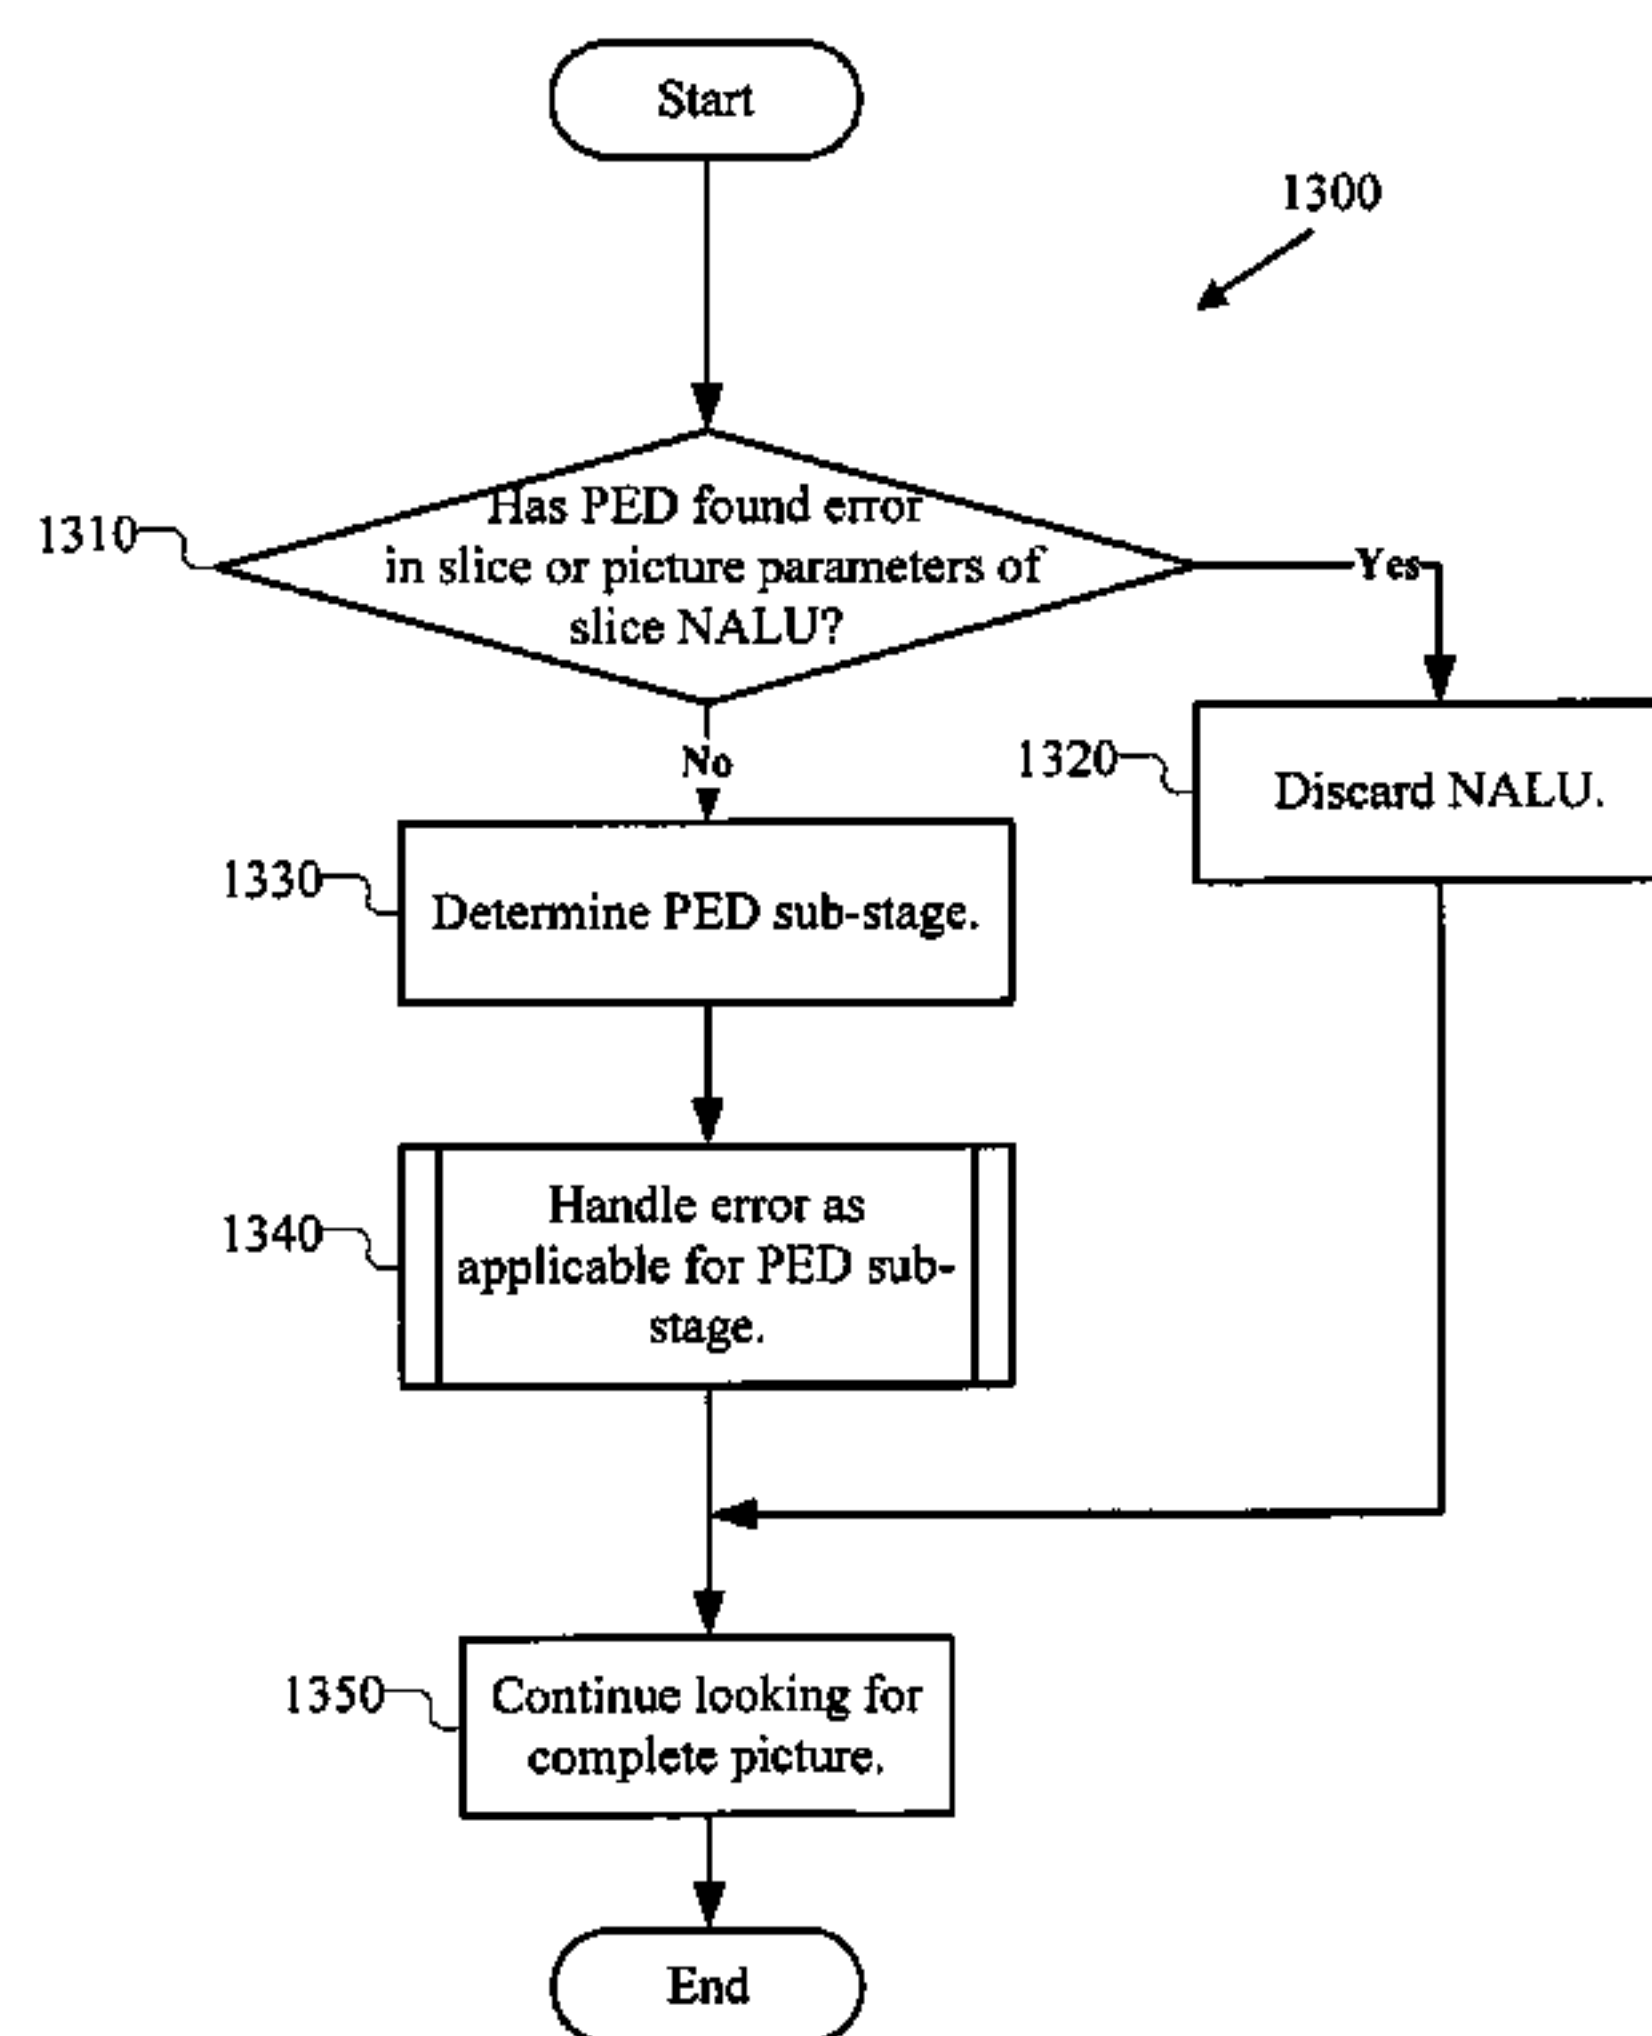 Start
1300
1310
Has PED found error
in slice or picture parameters of
slice NALU?
Yes
No
1320
Discard NALU.
1330
Determine PED sub-stage.
1340
Handle error as
applicable for PED sub-
stage.
1350
Continue looking for
complete picture.
End